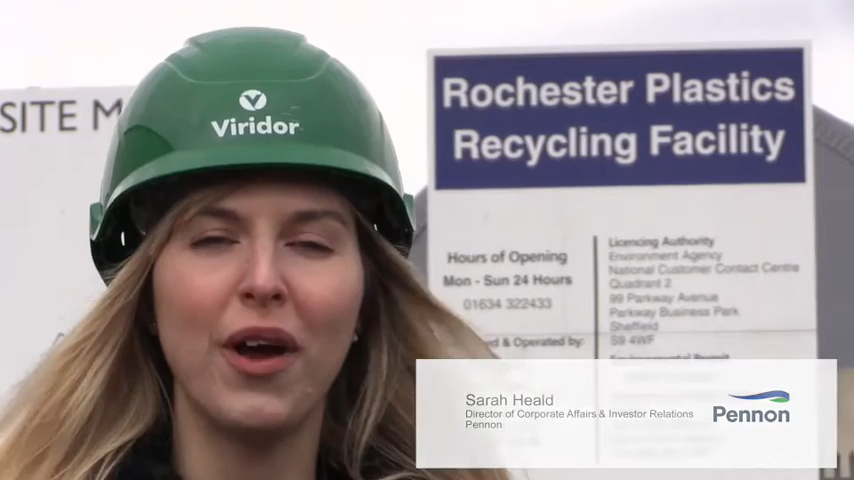 SITE M
Viridor
Rochester Plastics
Recycling Facility
Hours of Opening
Mon - Sun 24 Hours
01634 322433
& Operated by:
Licencing Authority
Environment Agency
National Customer Contact Centre
Quadrant 2
99 Parkway Avenue
Parkway Business Park
Sheffield
S9 4WF
Environmental Permit
Sarah Heald
Director of Corporate Affairs & Investor Relations
Pennon
Pennon